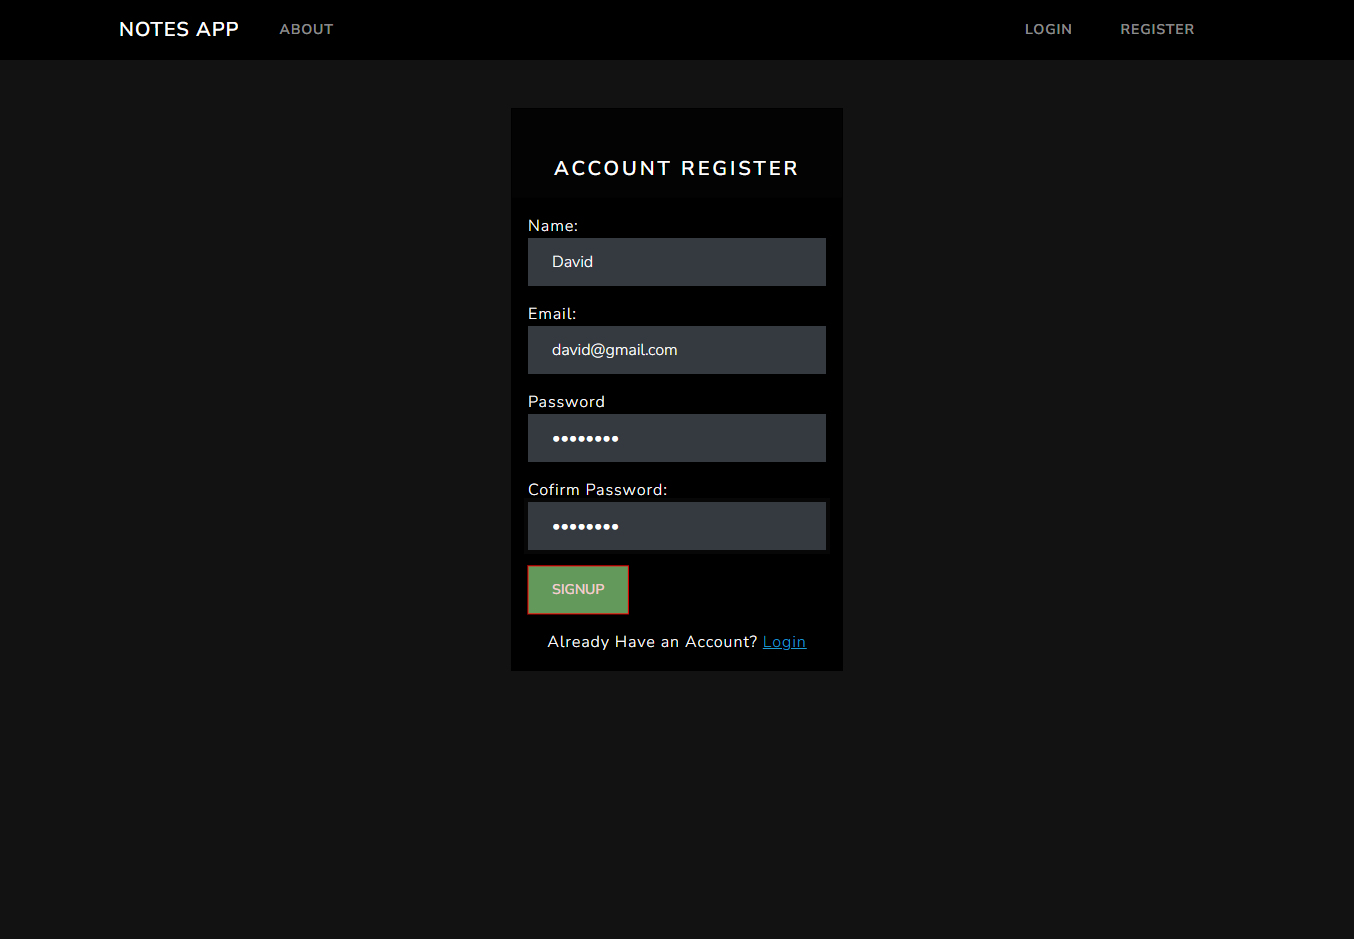 NOTES APP ABOUT LOGIN REGISTER
ACCOUNT REGISTER
Name:
David
Email:
david@gmail.com
Password
••••••••
Cofirm Password:
••••••••
SIGNUP
Already Have an Account? Login